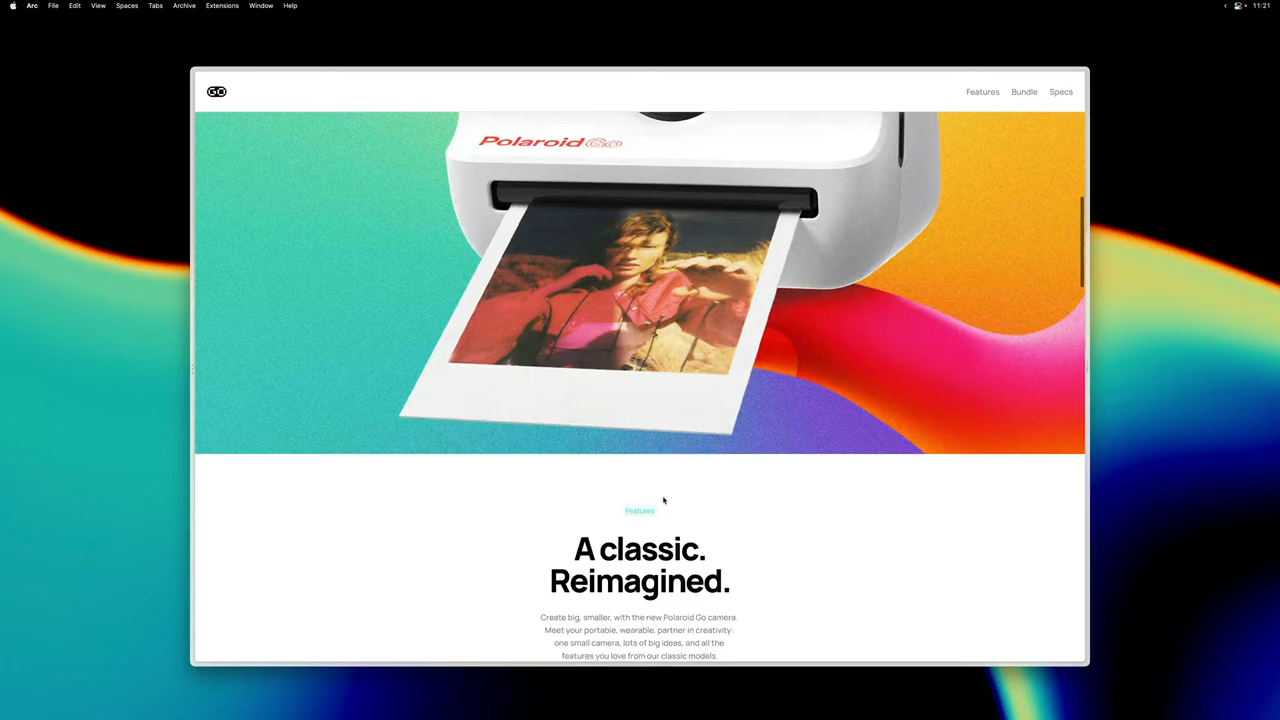 Arc File Edit View Spaces Tabs Archive Extensions Window Help 11:21
GO Features Bundle Specs
Polaroid Go
Features
A classic.
Reimagined.
Create big, smaller, with the new Polaroid Go camera.
Meet your portable, wearable, partner in creativity:
one small camera, lots of big ideas, and all the
features you love from our classic models.